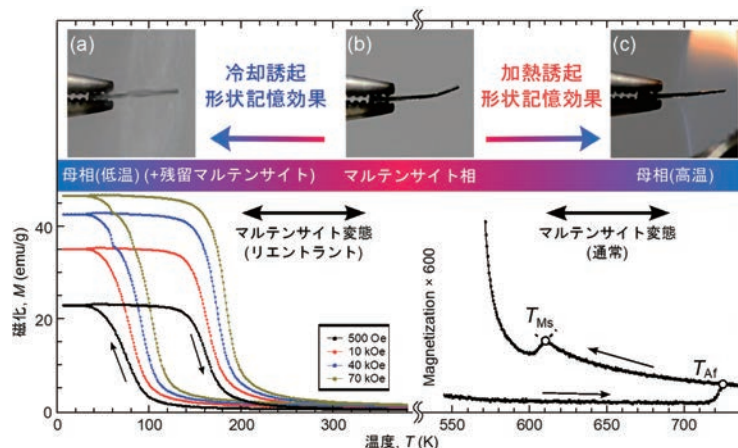 (a)
(b)
(c)
冷却誘起
形状記憶効果
加熱誘起
形状記憶効果
母相(低温) (+残留マルテンサイト)
マルテンサイト相
母相(高温)
マルテンサイト変態
(リエントラント)
マルテンサイト変態
(通常)
磁化, M (emu/g)
40
20
0
500 Oe
10 kOe
40 kOe
70 kOe
Magnetization × 600
TMs
TAf
0
100
200
300
550
600
650
700
温度, T (K)